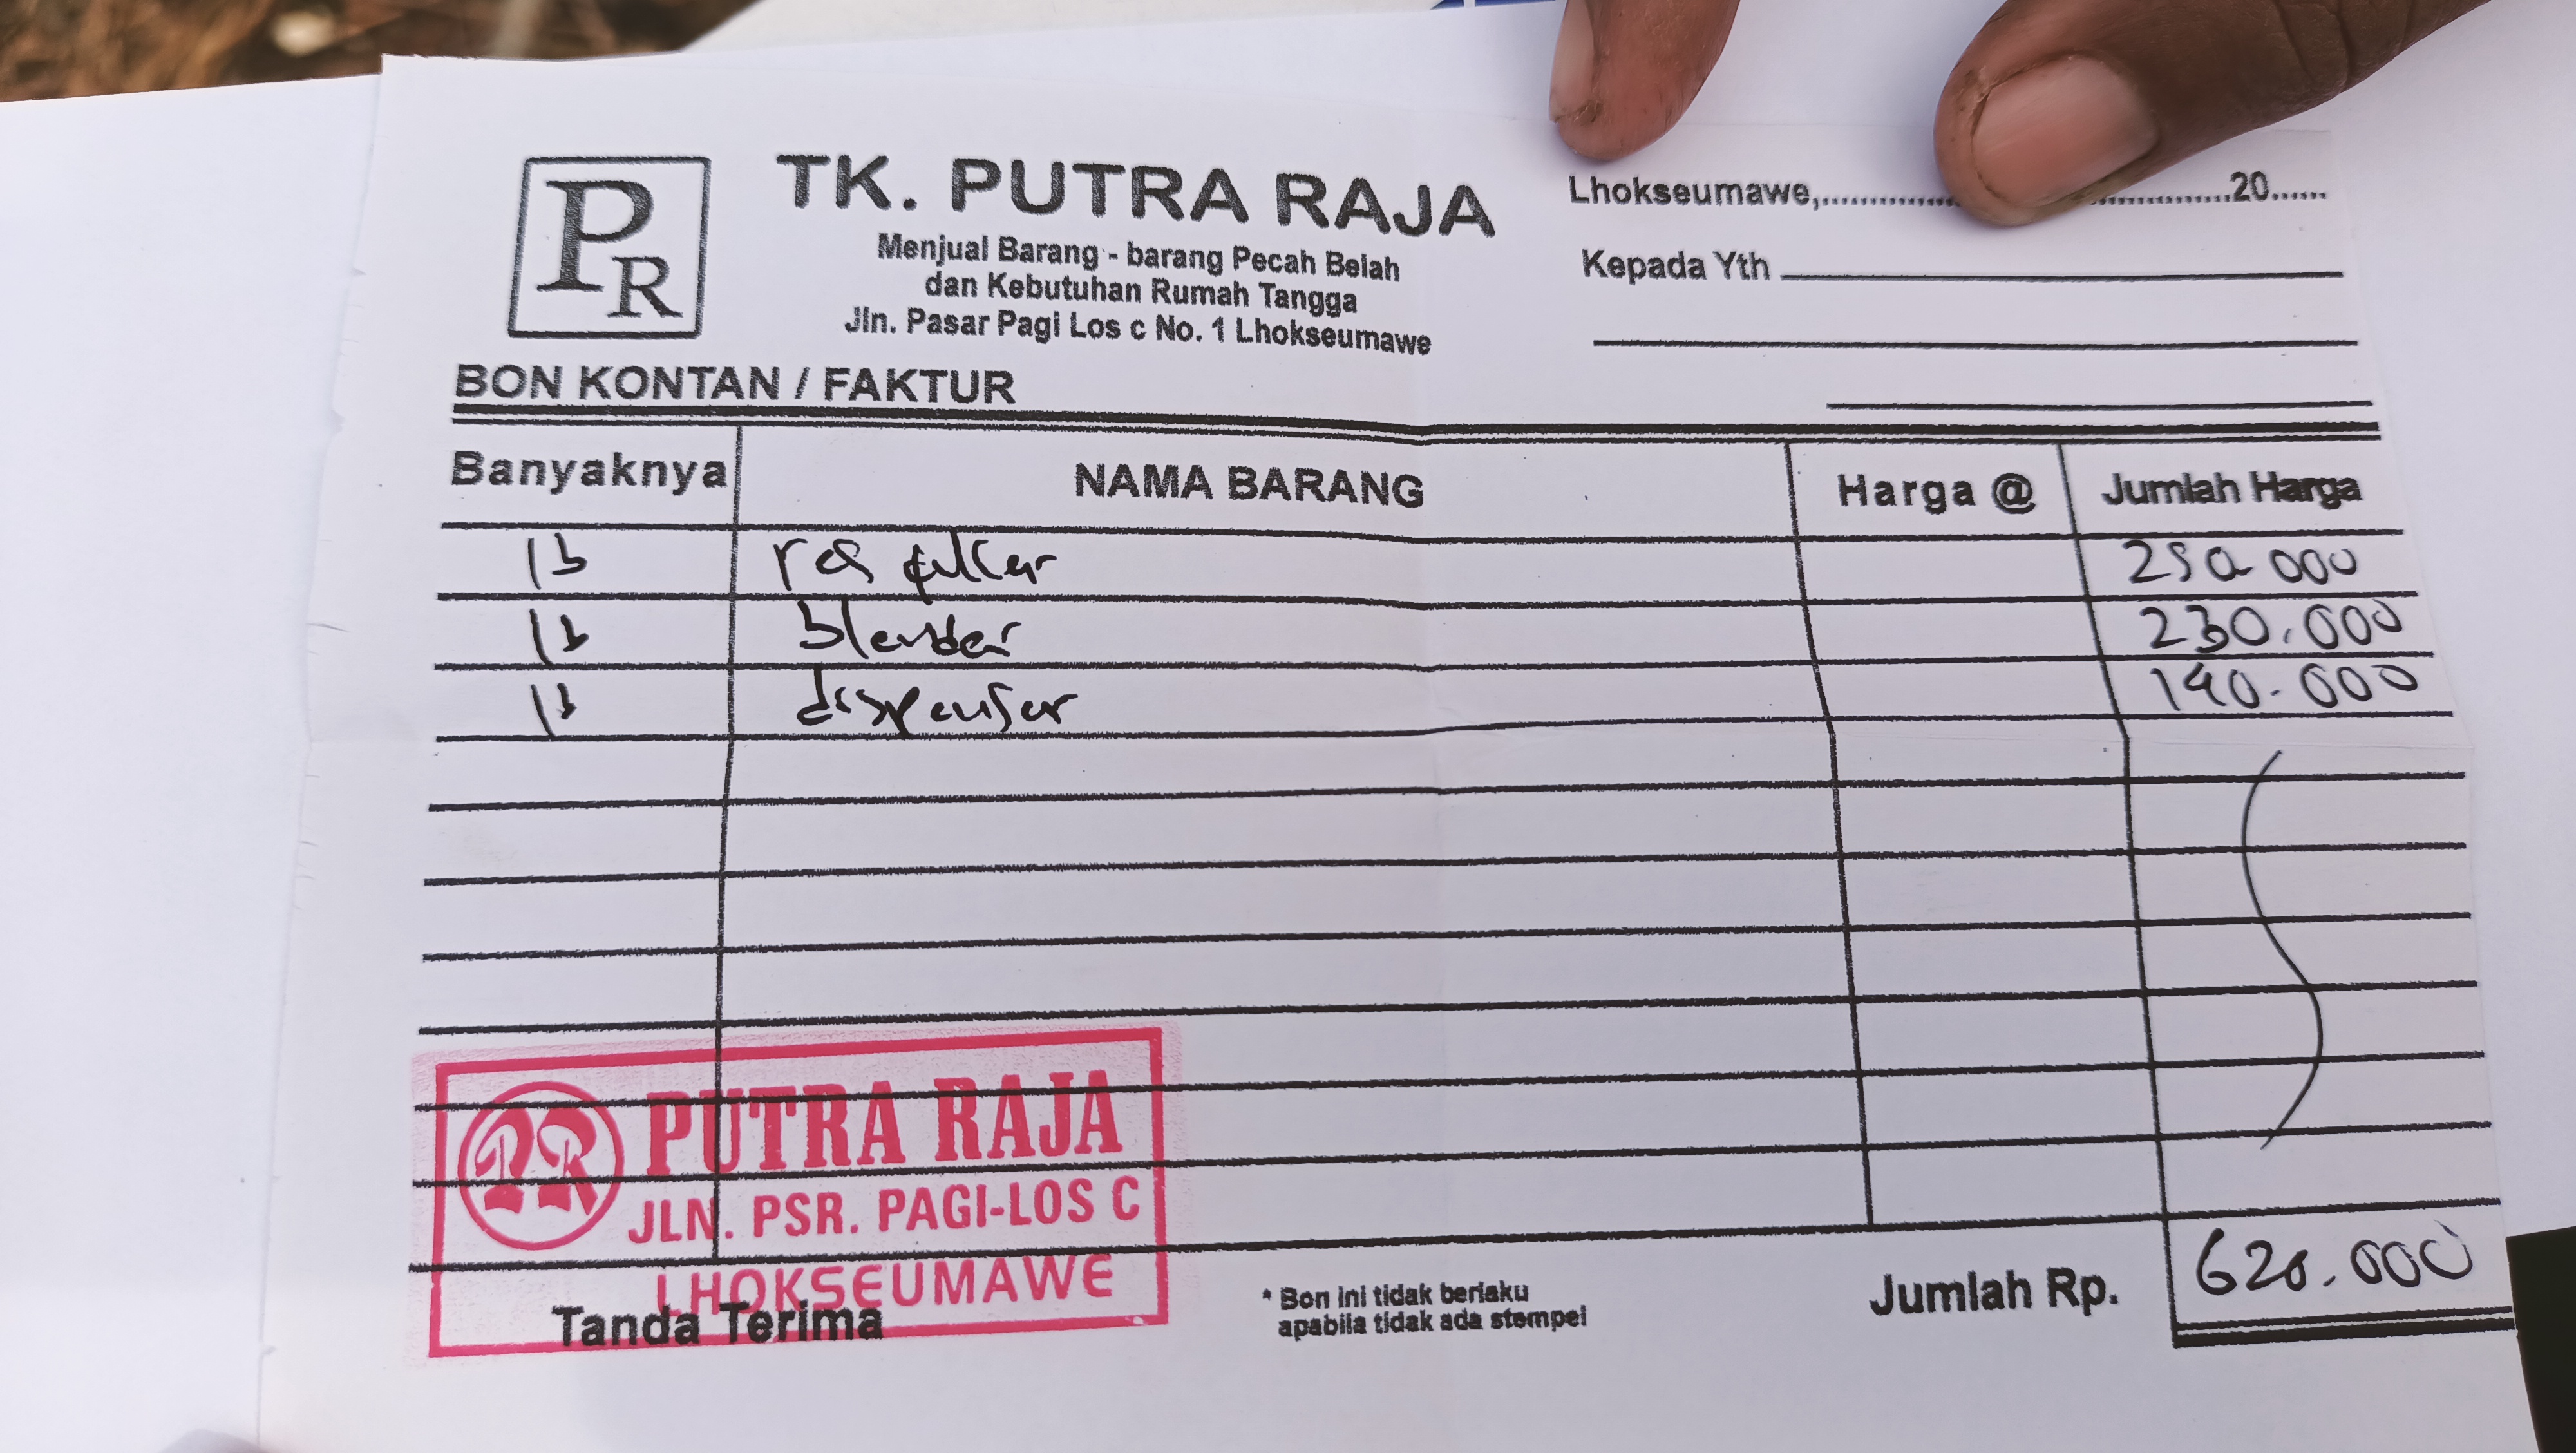 PR
TK. PUTRA RAJA
Menjual Barang - barang Pecah Belah
dan Kebutuhan Rumah Tangga
Jln. Pasar Pagi Los c No. 1 Lhokseumawe
Lhokseumawe,..............................20......
Kepada Yth
BON KONTAN / FAKTUR
Banyaknya NAMA BARANG Harga @ Jumlah Harga
1b 250 000
1b blender 230.000
1b dispenser 140.000
PR PUTRA RAJA
JLN. PSR. PAGI-LOS C
LHOKSEUMAWE
Tanda Terima
* Bon ini tidak berlaku
apabila tidak ada stempel
Jumlah Rp. 620.000